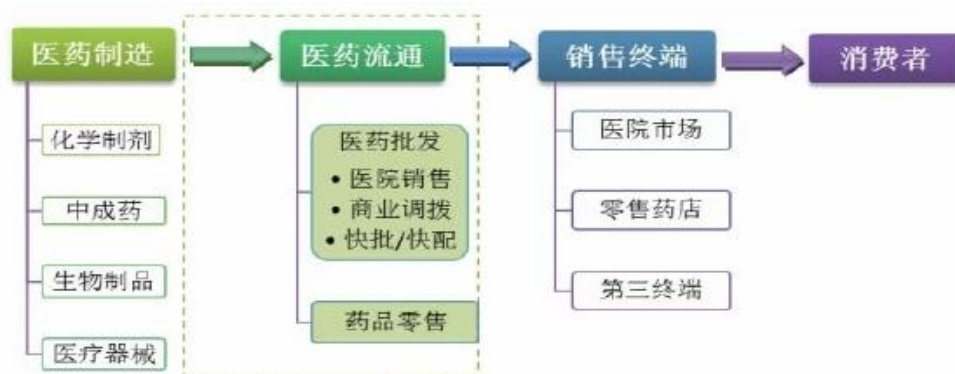 医药制造
医药流通
销售终端
消费者
化学制剂
中成药
生物制品
医疗器械
医药批发
• 医院销售
• 商业调拨
• 快批/快配
药品零售
医院市场
零售药店
第三终端